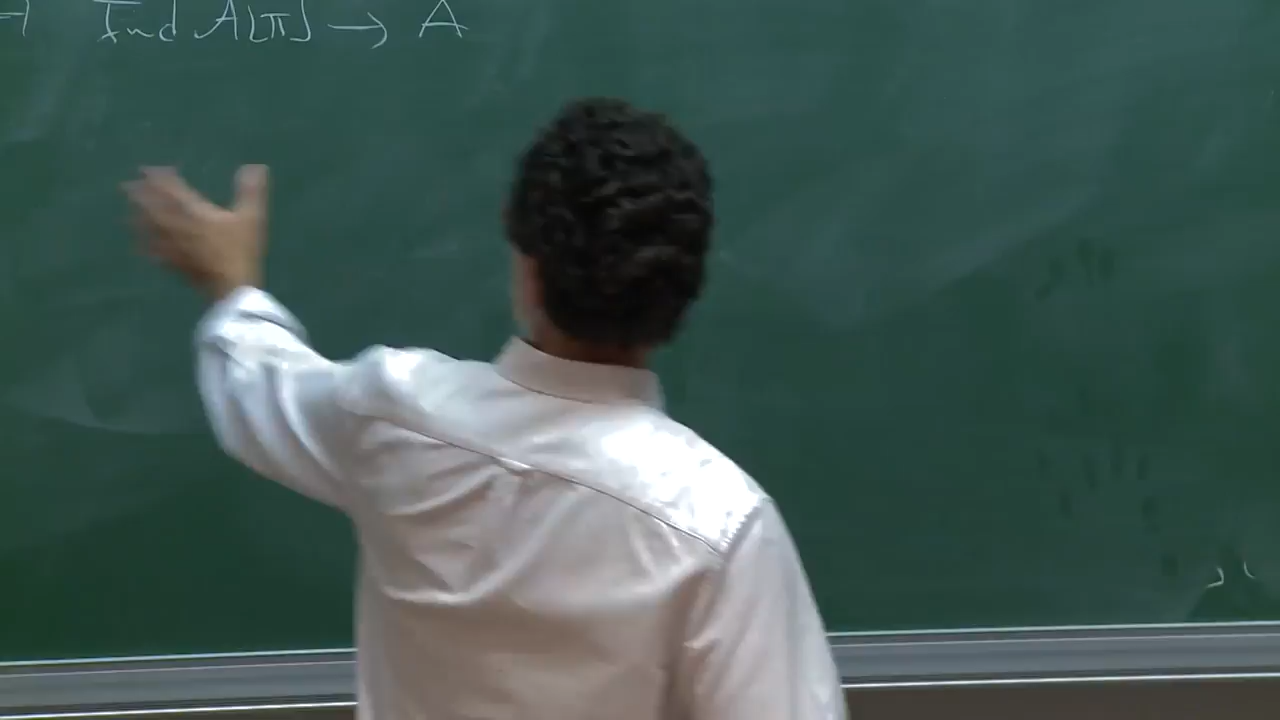 Ind A[π] → A